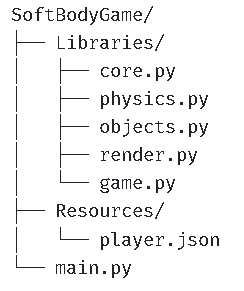 SoftBodyGame/
├── Libraries/
│   ├── core.py
│   ├── physics.py
│   ├── objects.py
│   ├── render.py
│   └── game.py
├── Resources/
│   └── player.json
└── main.py